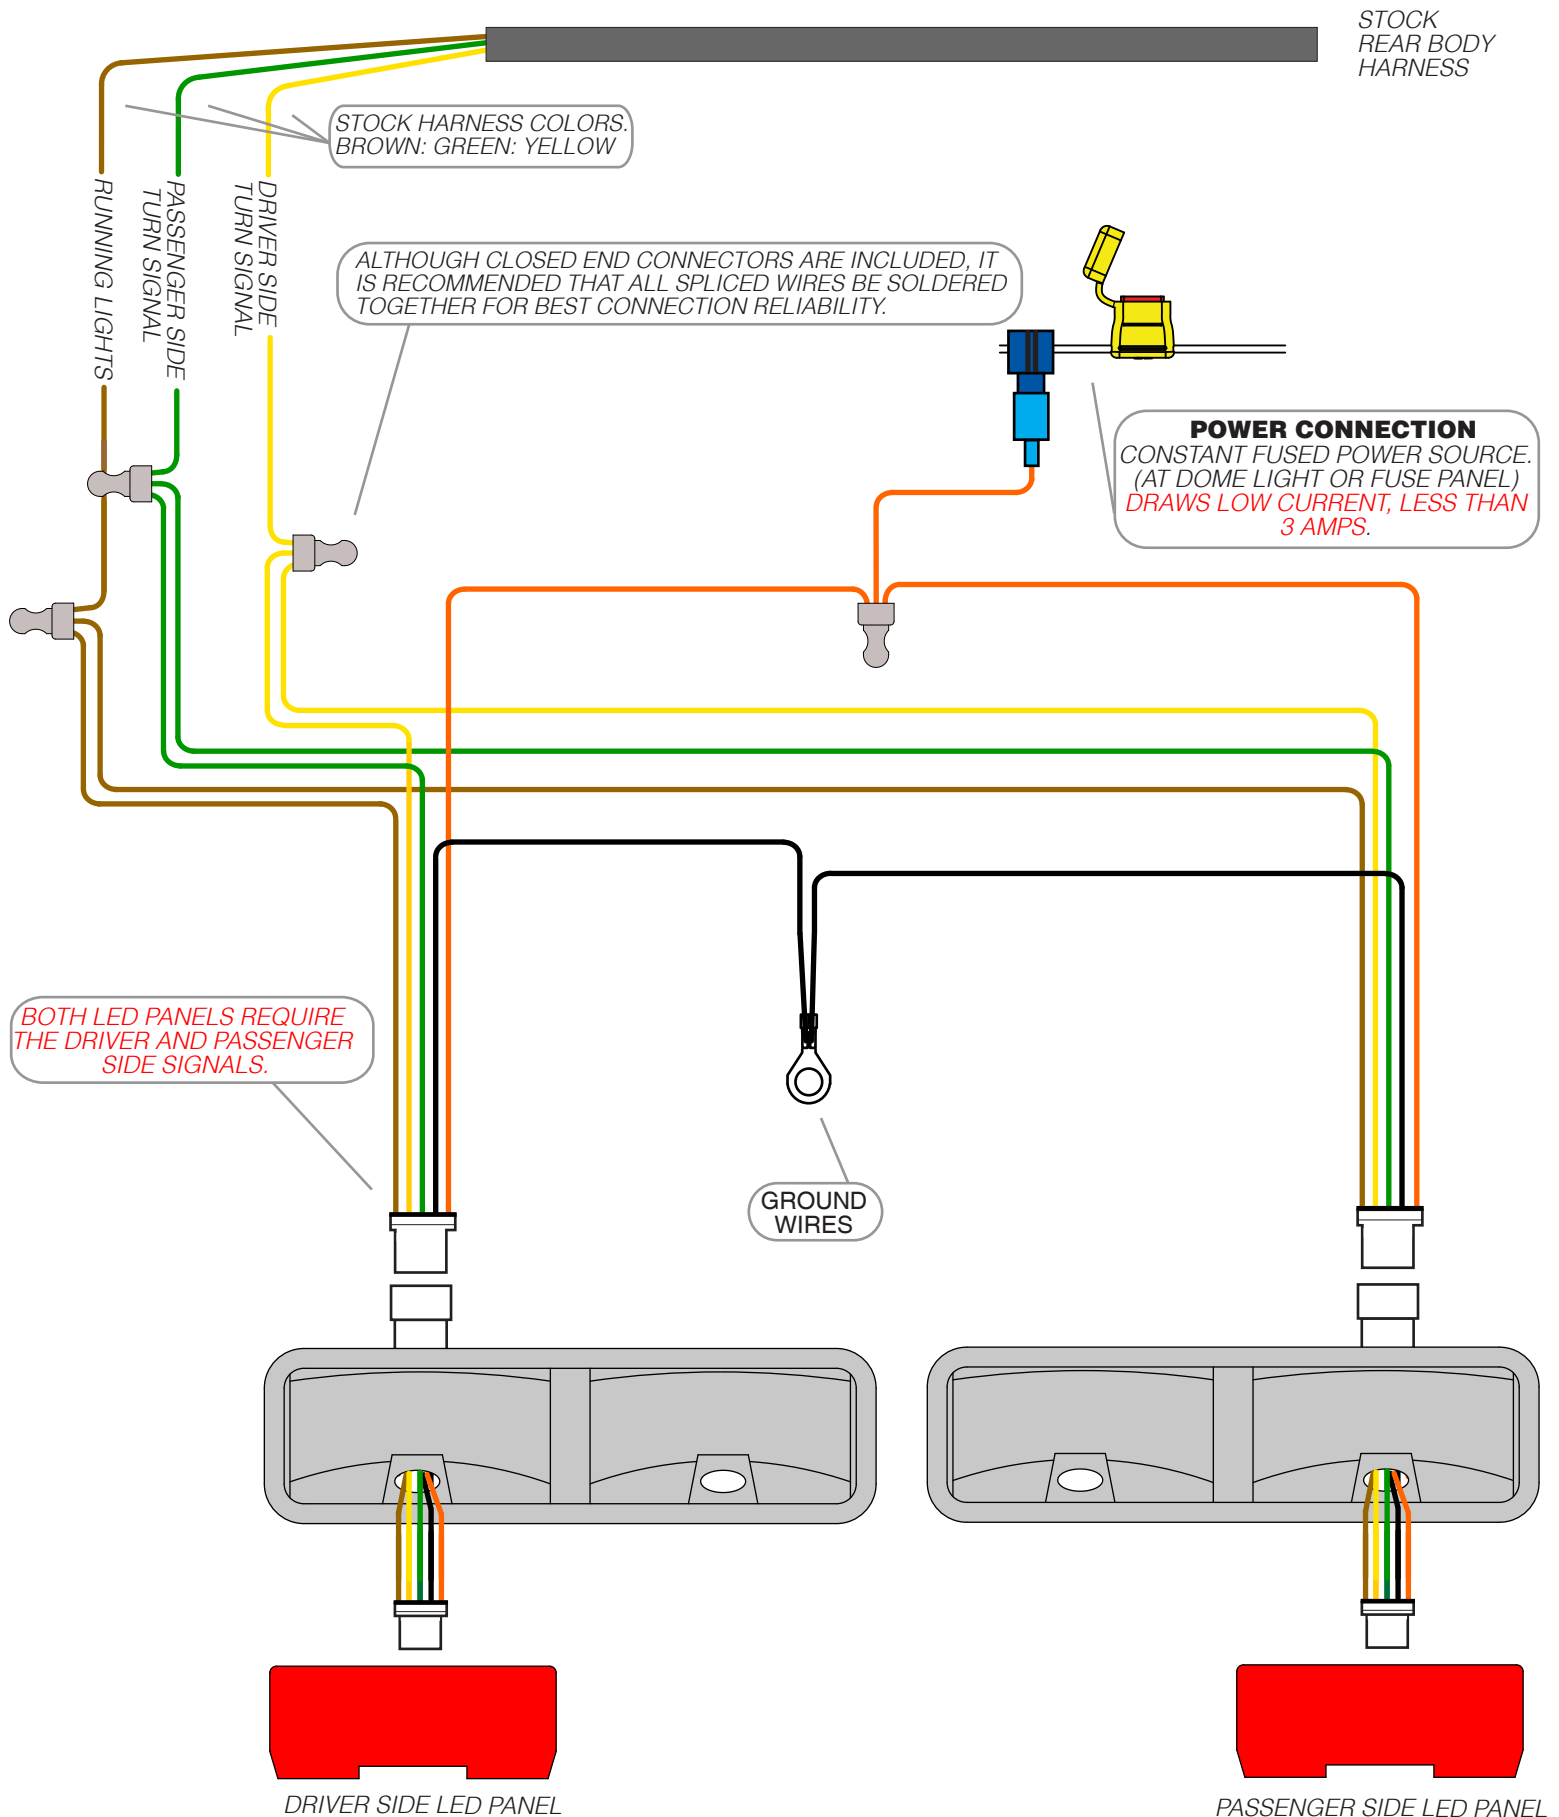 STOCK
REAR BODY
HARNESS
STOCK HARNESS COLORS.
BROWN: GREEN: YELLOW
RUNNING LIGHTS
PASSENGER SIDE
TURN SIGNAL
DRIVER SIDE
TURN SIGNAL
ALTHOUGH CLOSED END CONNECTORS ARE INCLUDED, IT
IS RECOMMENDED THAT ALL SPLICED WIRES BE SOLDERED
TOGETHER FOR BEST CONNECTION RELIABILITY.
POWER CONNECTION
CONSTANT FUSED POWER SOURCE.
(AT DOME LIGHT OR FUSE PANEL)
DRAWS LOW CURRENT, LESS THAN
3 AMPS.
BOTH LED PANELS REQUIRE
THE DRIVER AND PASSENGER
SIDE SIGNALS.
GROUND
WIRES
DRIVER SIDE LED PANEL
PASSENGER SIDE LED PANEL